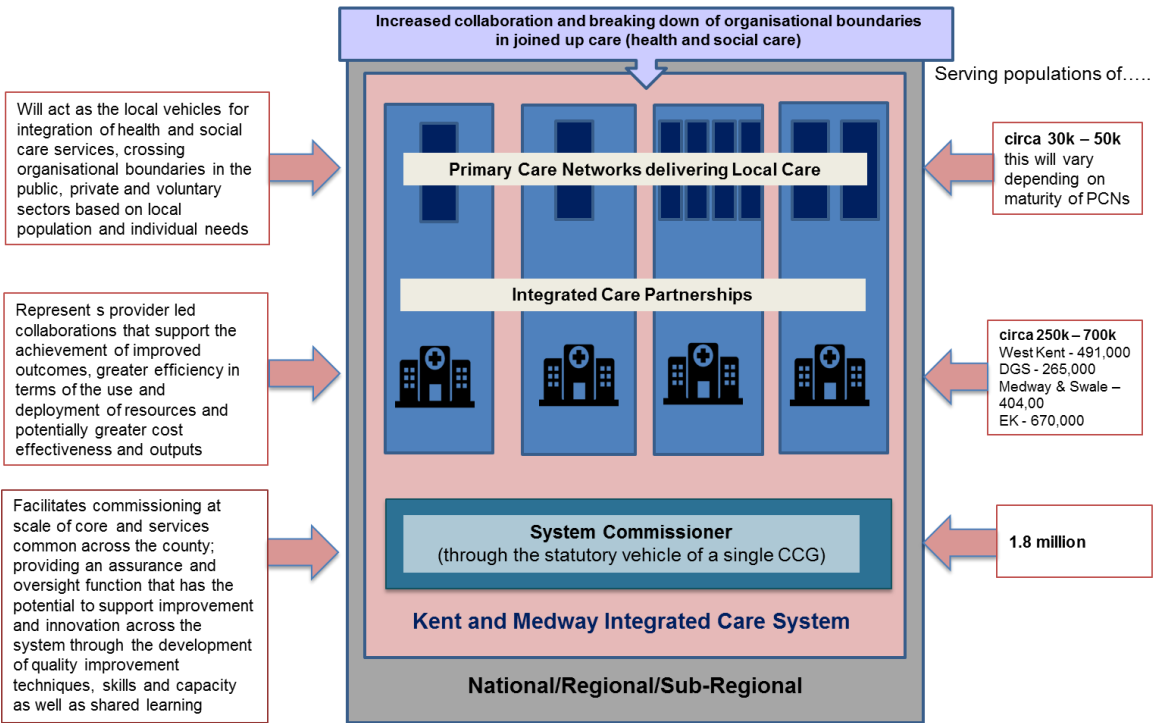 Increased collaboration and breaking down of organisational boundaries
in joined up care (health and social care)
Serving populations of…..
Will act as the local vehicles for
integration of health and social
care services, crossing
organisational boundaries in the
public, private and voluntary
sectors based on local
population and individual needs
Primary Care Networks delivering Local Care
circa 30k – 50k
this will vary
depending on
maturity of PCNs
Represent s provider led
collaborations that support the
achievement of improved
outcomes, greater efficiency in
terms of the use and
deployment of resources and
potentially greater cost
effectiveness and outputs
Integrated Care Partnerships
circa 250k – 700k
West Kent - 491,000
DGS - 265,000
Medway & Swale –
404,00
EK - 670,000
Facilitates commissioning at
scale of core and services
common across the county;
providing an assurance and
oversight function that has the
potential to support improvement
and innovation across the
system through the development
of quality improvement
techniques, skills and capacity
as well as shared learning
System Commissioner
(through the statutory vehicle of a single CCG)
1.8 million
Kent and Medway Integrated Care System
National/Regional/Sub-Regional